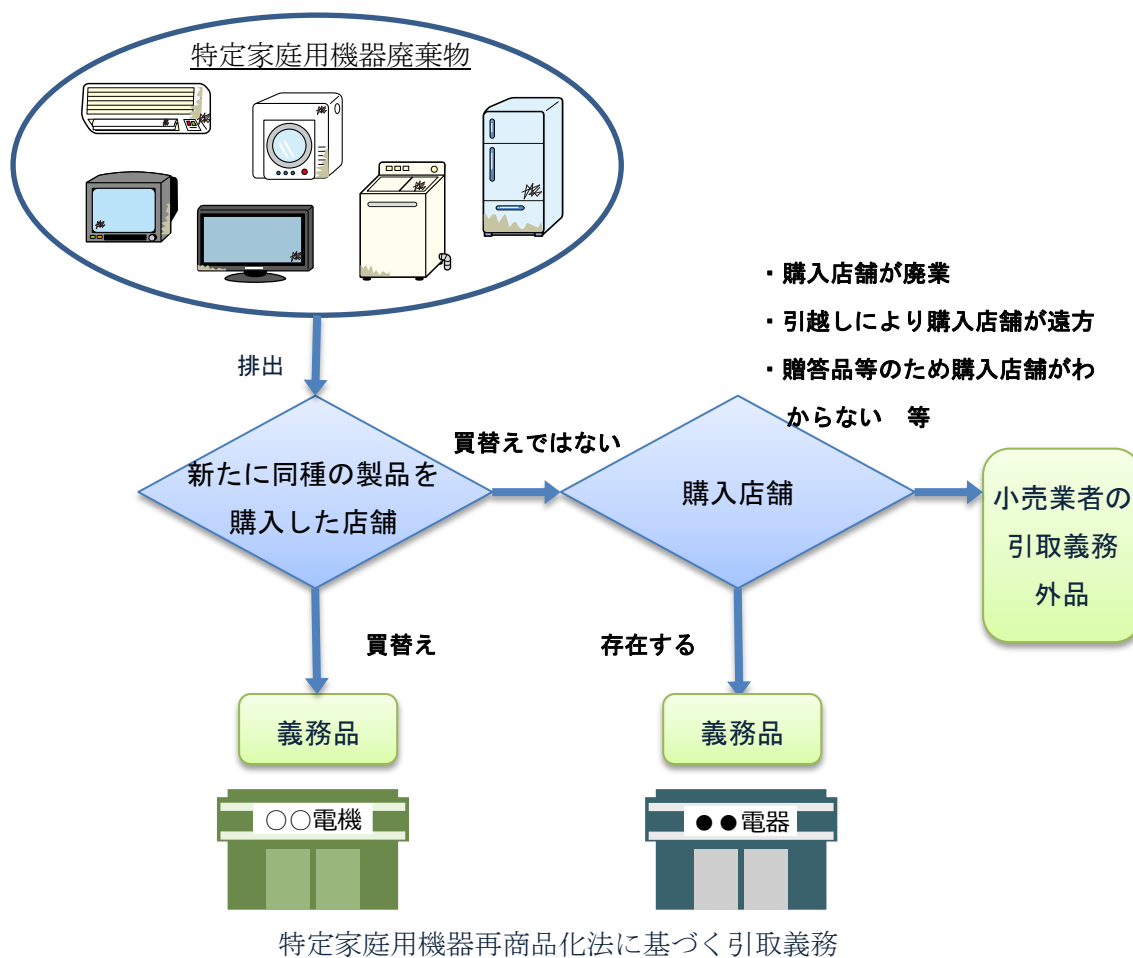 特定家庭用機器廃棄物
排出
・購入店舗が廃業
・引越しにより購入店舗が遠方
・贈答品等のため購入店舗がわ
からない　等
新たに同種の製品を
購入した店舗
買替えではない
購入店舗
小売業者の
引取義務
外品
買替え
存在する
義務品
義務品
○○電機
●●電器
特定家庭用機器再商品化法に基づく引取義務